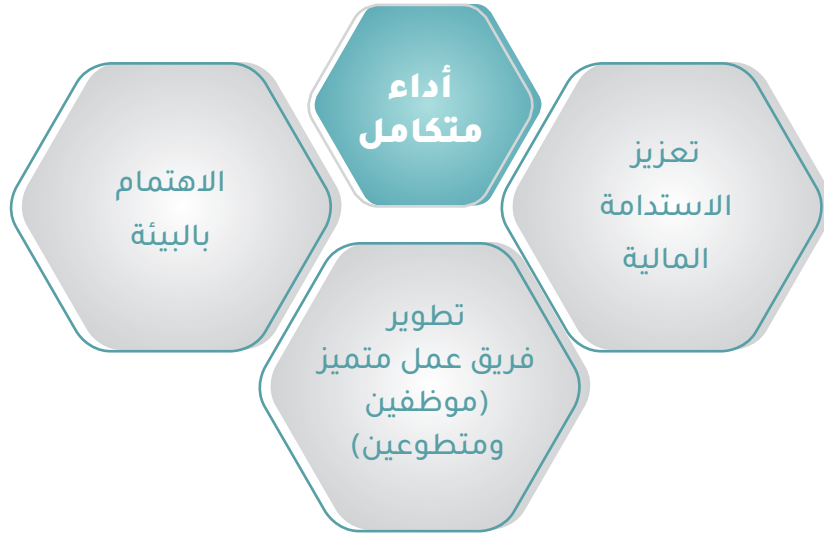 أداء
متكامل
تعزيز
الاستدامة
المالية
تطوير
فريق عمل متميز
(موظفين
ومتطوعين)
الاهتمام
بالبيئة